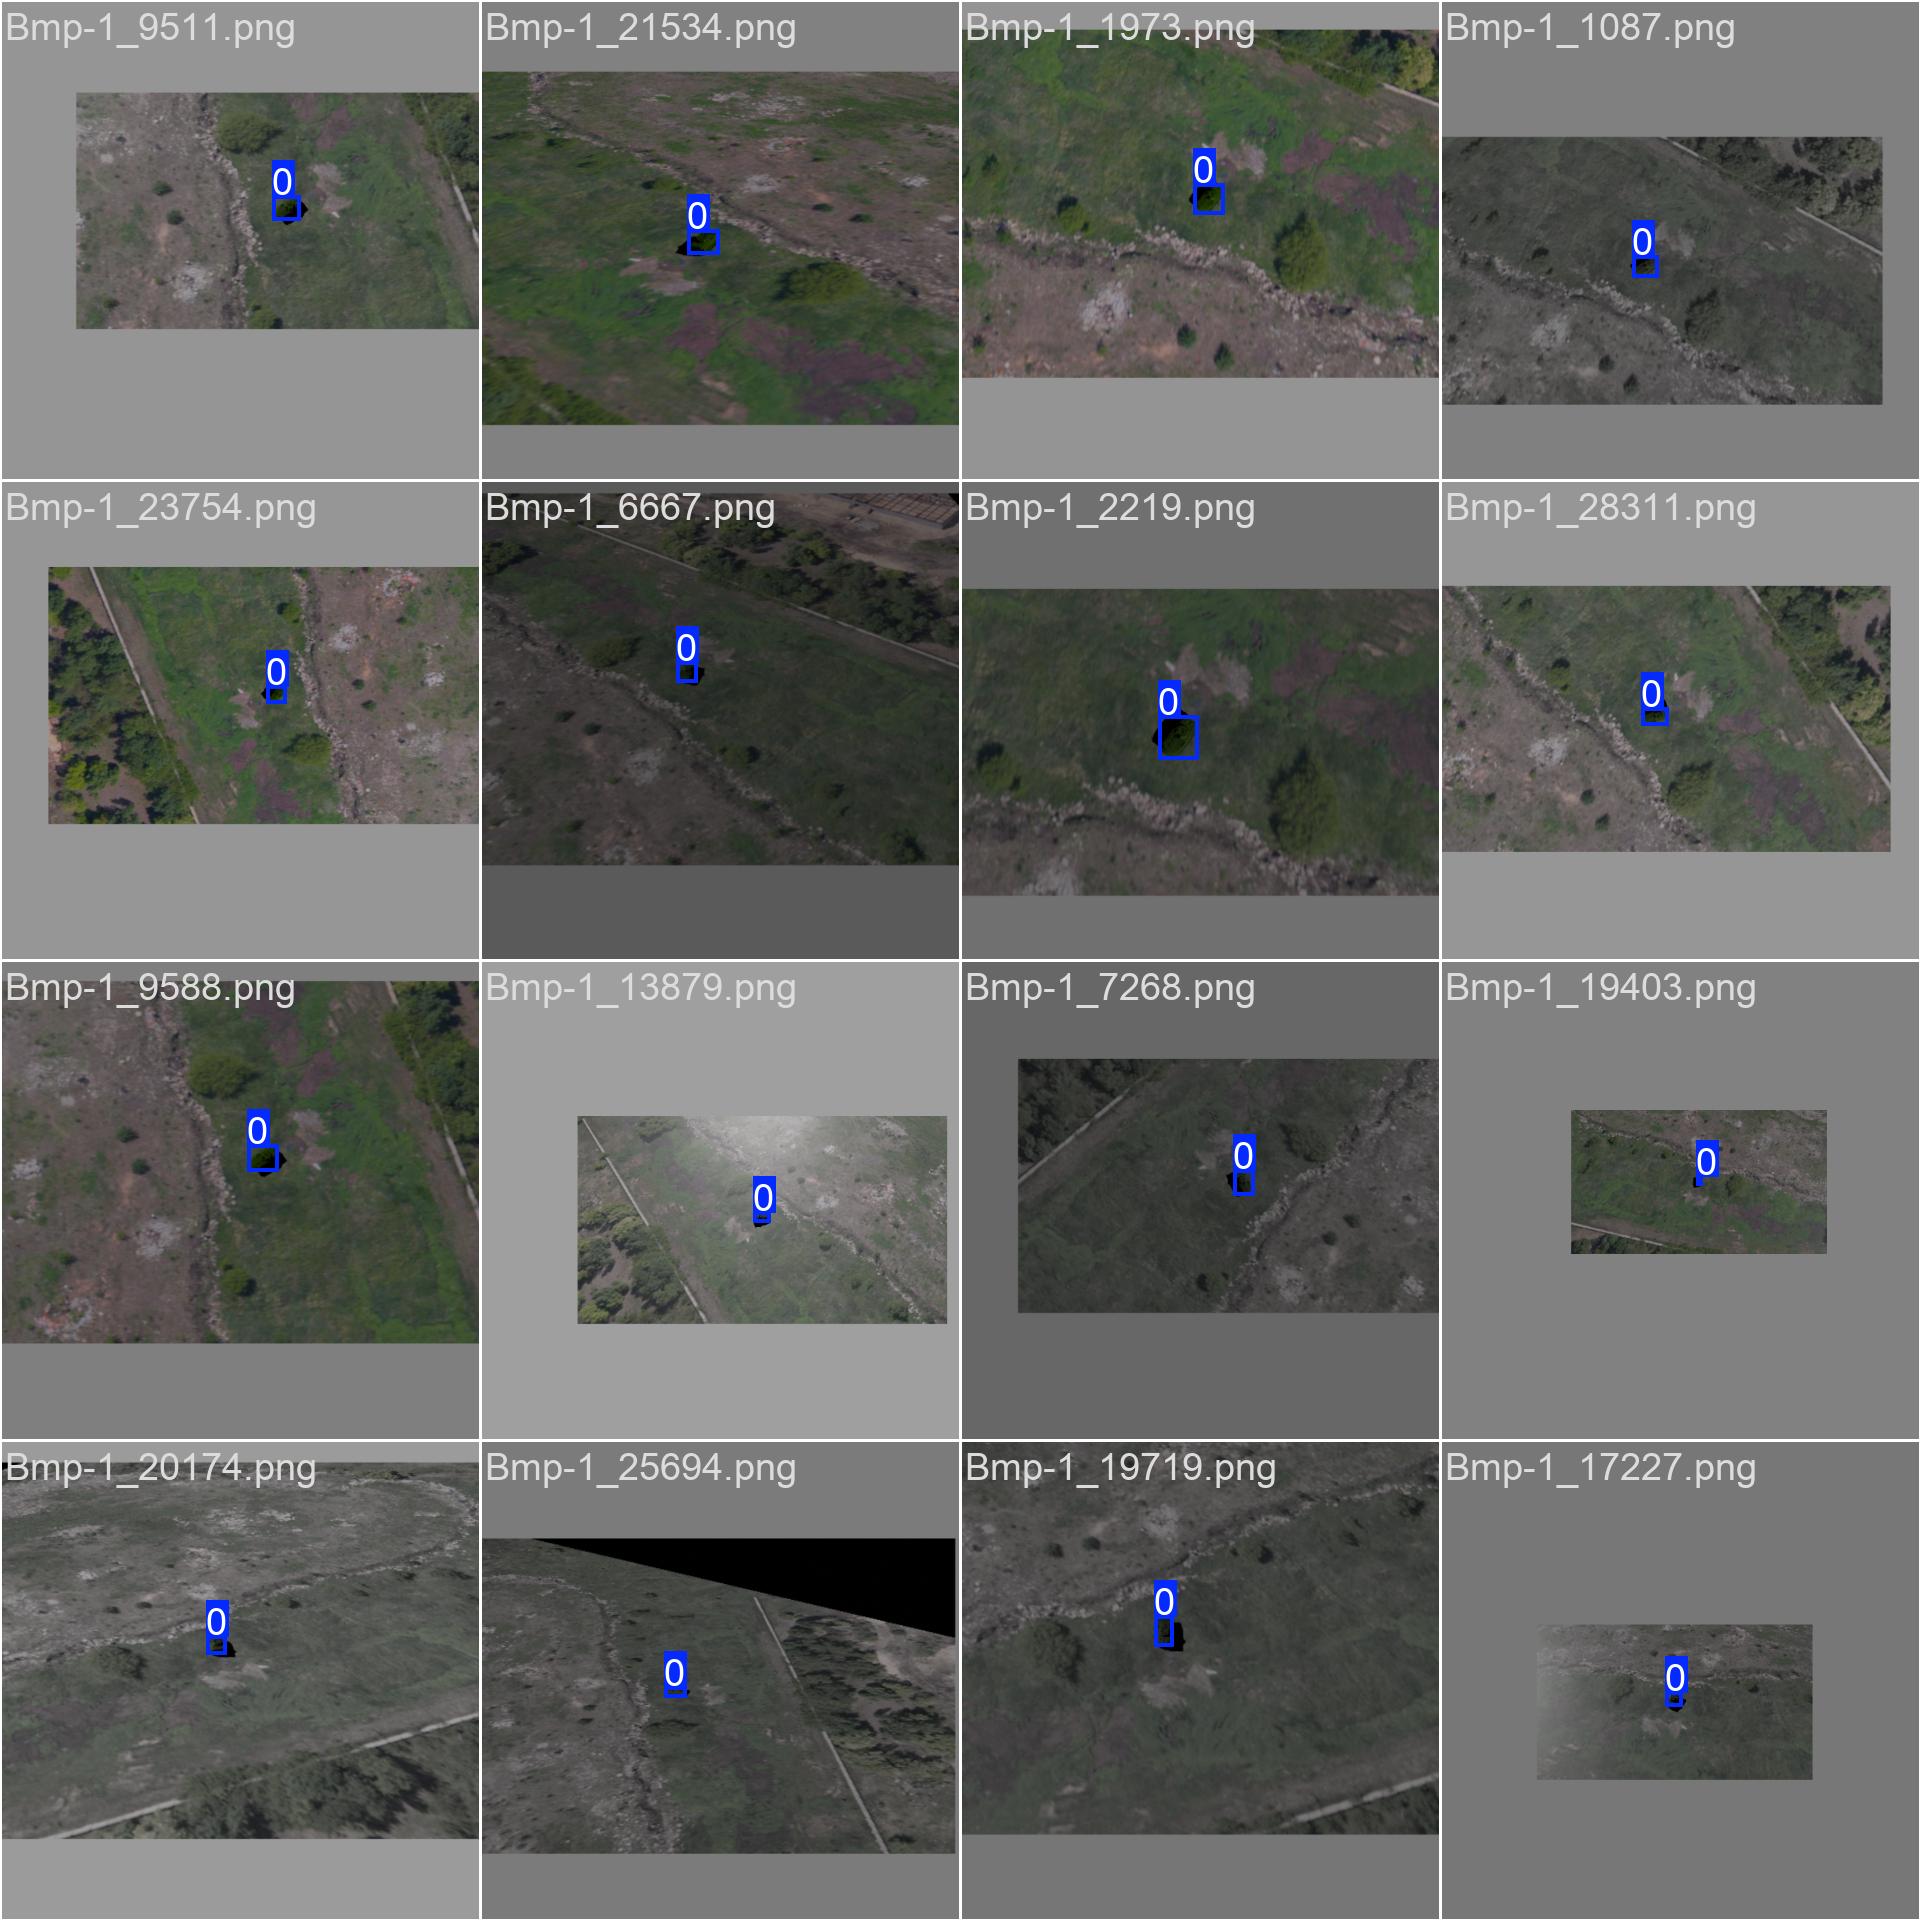 Bmp-1_9511.png
Bmp-1_21534.png
Bmp-1_1973.png
Bmp-1_1087.png
0
0
0
0
Bmp-1_23754.png
Bmp-1_6667.png
Bmp-1_2219.png
Bmp-1_28311.png
0
0
0
0
Bmp-1_9588.png
Bmp-1_13879.png
Bmp-1_7268.png
Bmp-1_19403.png
0
0
0
0
Bmp-1_20174.png
Bmp-1_25694.png
Bmp-1_19719.png
Bmp-1_17227.png
0
0
0
0